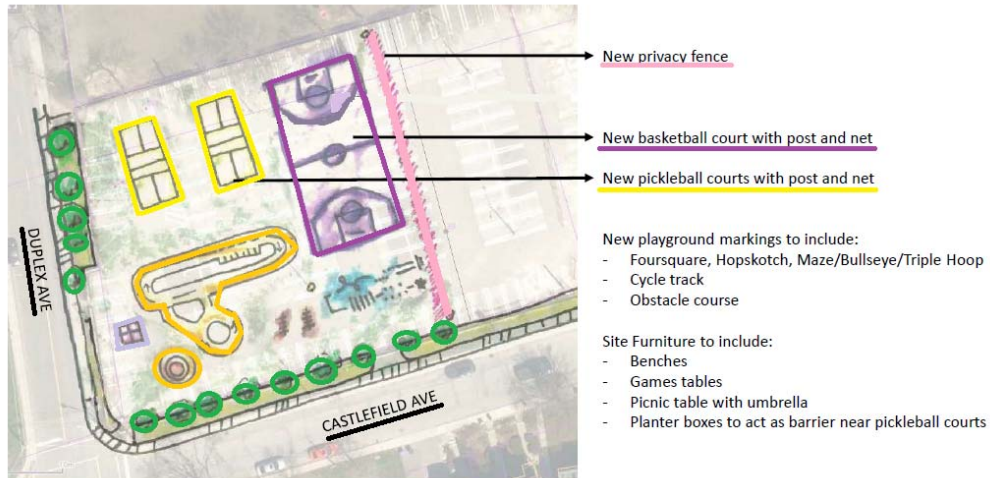 New privacy fence
New basketball court with post and net
New pickleball courts with post and net
DUPLEX AVE
New playground markings to include:
- Foursquare, Hopskotch, Maze/Bullseye/Triple Hoop
- Cycle track
- Obstacle course
Site Furniture to include:
- Benches
- Games tables
- Picnic table with umbrella
- Planter boxes to act as barrier near pickleball courts
CASTLEFIELD AVE